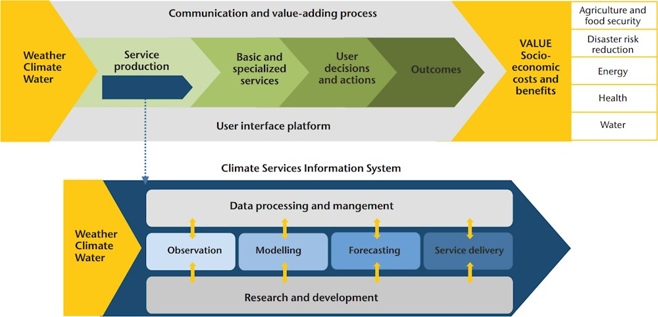 Communication and value-adding process
Weather
Climate
Water
Service
production
Basic and
specialized
services
User
decisions
and actions
Outcomes
User interface platform
VALUE
Socio-
economic
costs and
benefits
Agriculture and
food security
Disaster risk
reduction
Energy
Health
Water
Climate Services Information System
Weather
Climate
Water
Data processing and mangement
Observation
Modelling
Forecasting
Service delivery
Research and development